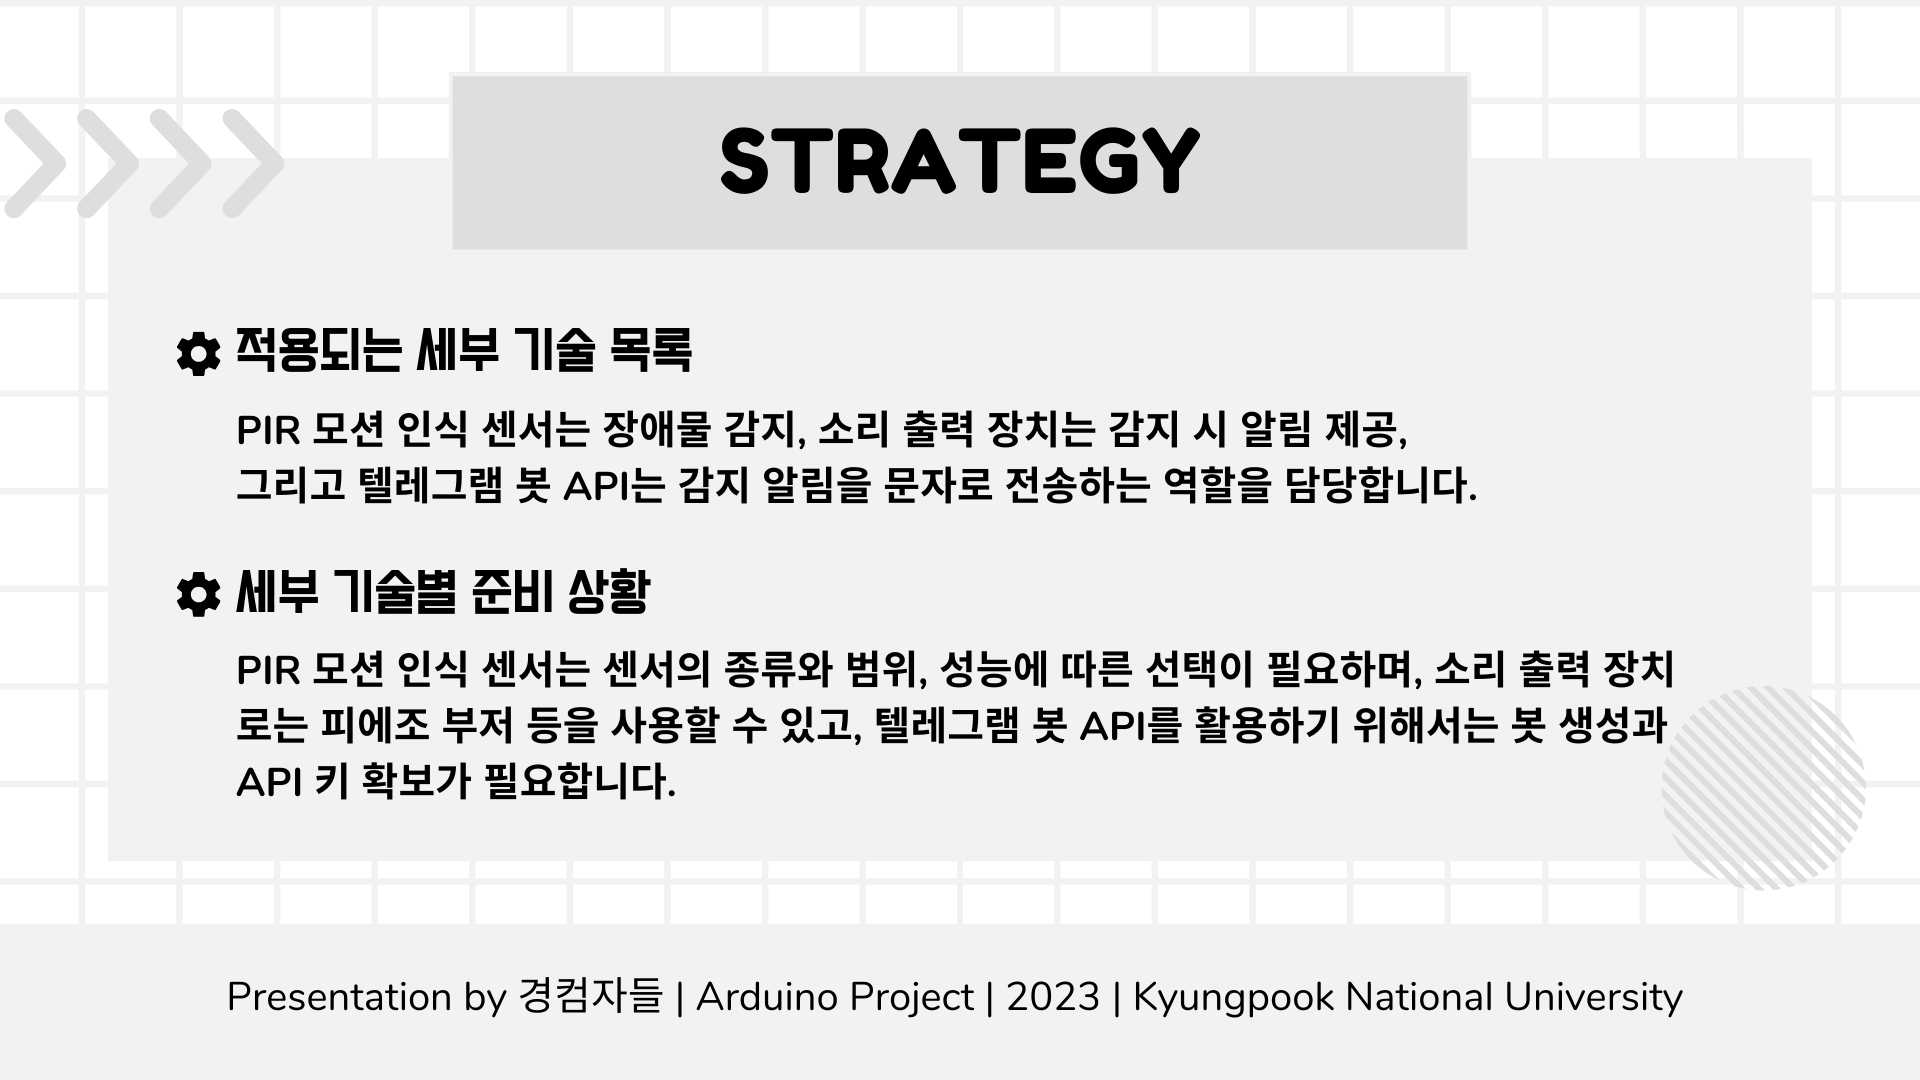 STRATEGY
적용되는 세부 기술 목록
PIR 모션 인식 센서는 장애물 감지, 소리 출력 장치는 감지 시 알림 제공,
그리고 텔레그램 봇 API는 감지 알림을 문자로 전송하는 역할을 담당합니다.
세부 기술별 준비 상황
PIR 모션 인식 센서는 센서의 종류와 범위, 성능에 따른 선택이 필요하며, 소리 출력 장치
로는 피에조 부저 등을 사용할 수 있고, 텔레그램 봇 API를 활용하기 위해서는 봇 생성과
API 키 확보가 필요합니다.
Presentation by 경컴자들 | Arduino Project | 2023 | Kyungpook National University